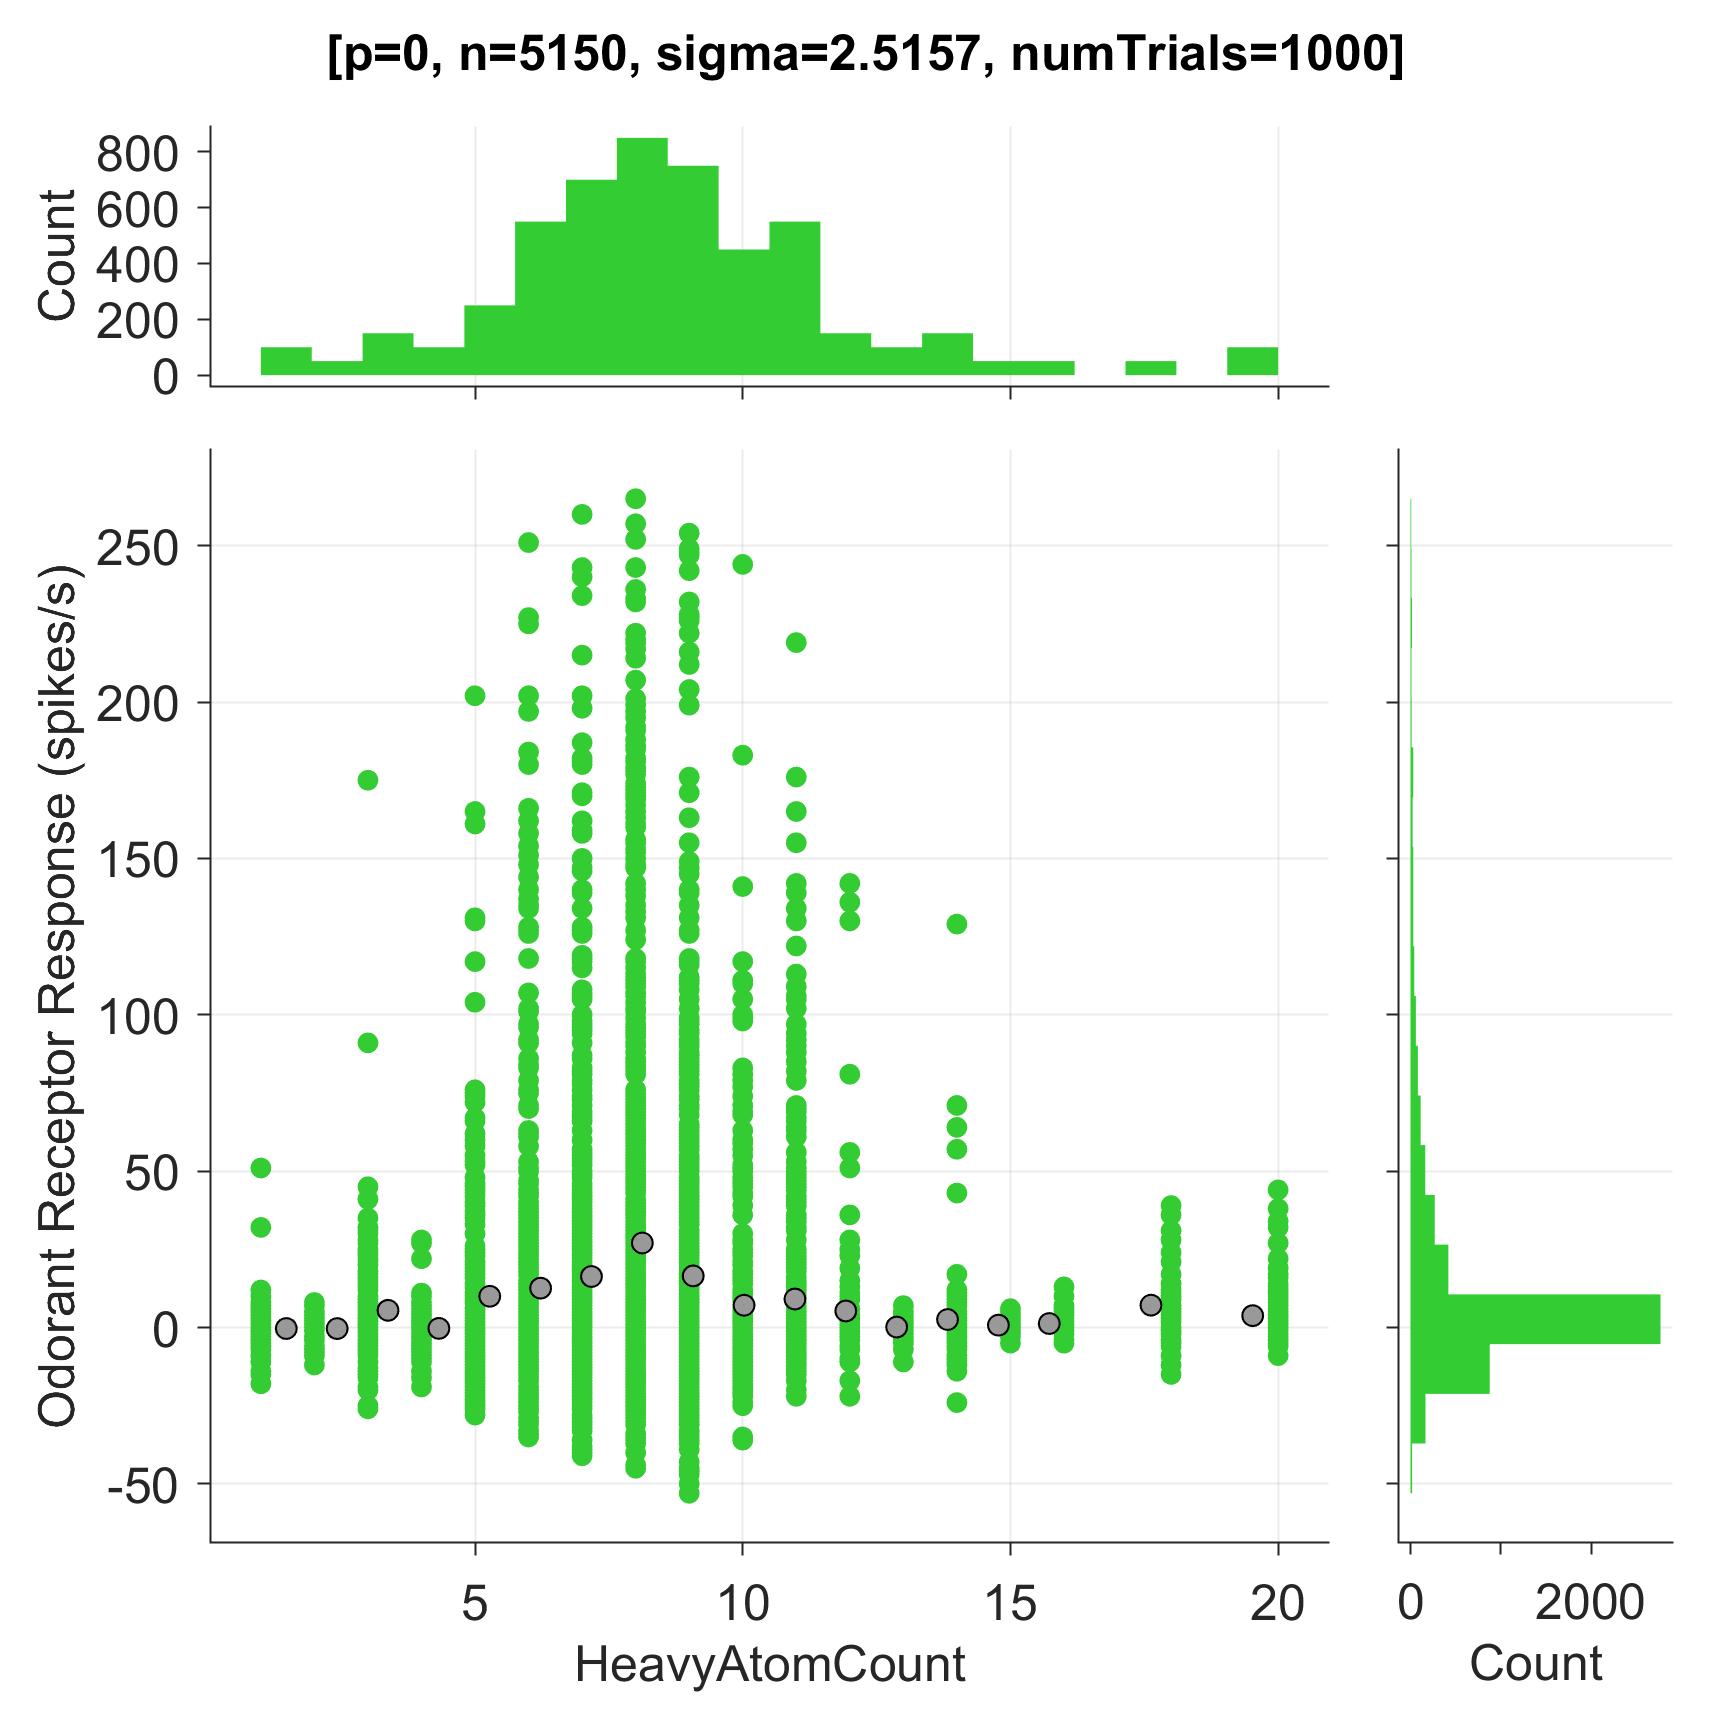 [p=0, n=5150, sigma=2.5157, numTrials=1000]
Count
800
600
400
200
0
Odorant Receptor Response (spikes/s)
250
200
150
100
50
0
-50
5 10 15 20
HeavyAtomCount
0 2000
Count